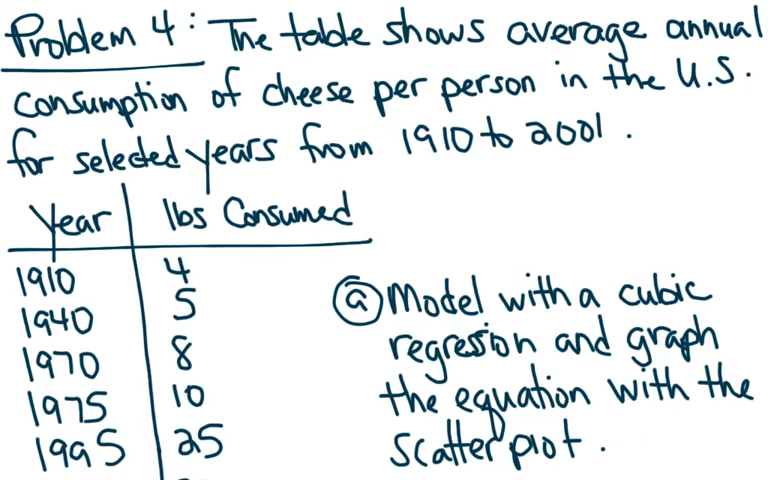 Problem 4: The table shows average annual
consumption of cheese per person in the U.S.
for selected years from 1910 to 2001.
Year lbs Consumed
1910 4
1940 5
1970 8
1975 10
1995 25
ⓐ Model with a cubic
regression and graph
the equation with the
scatter plot.